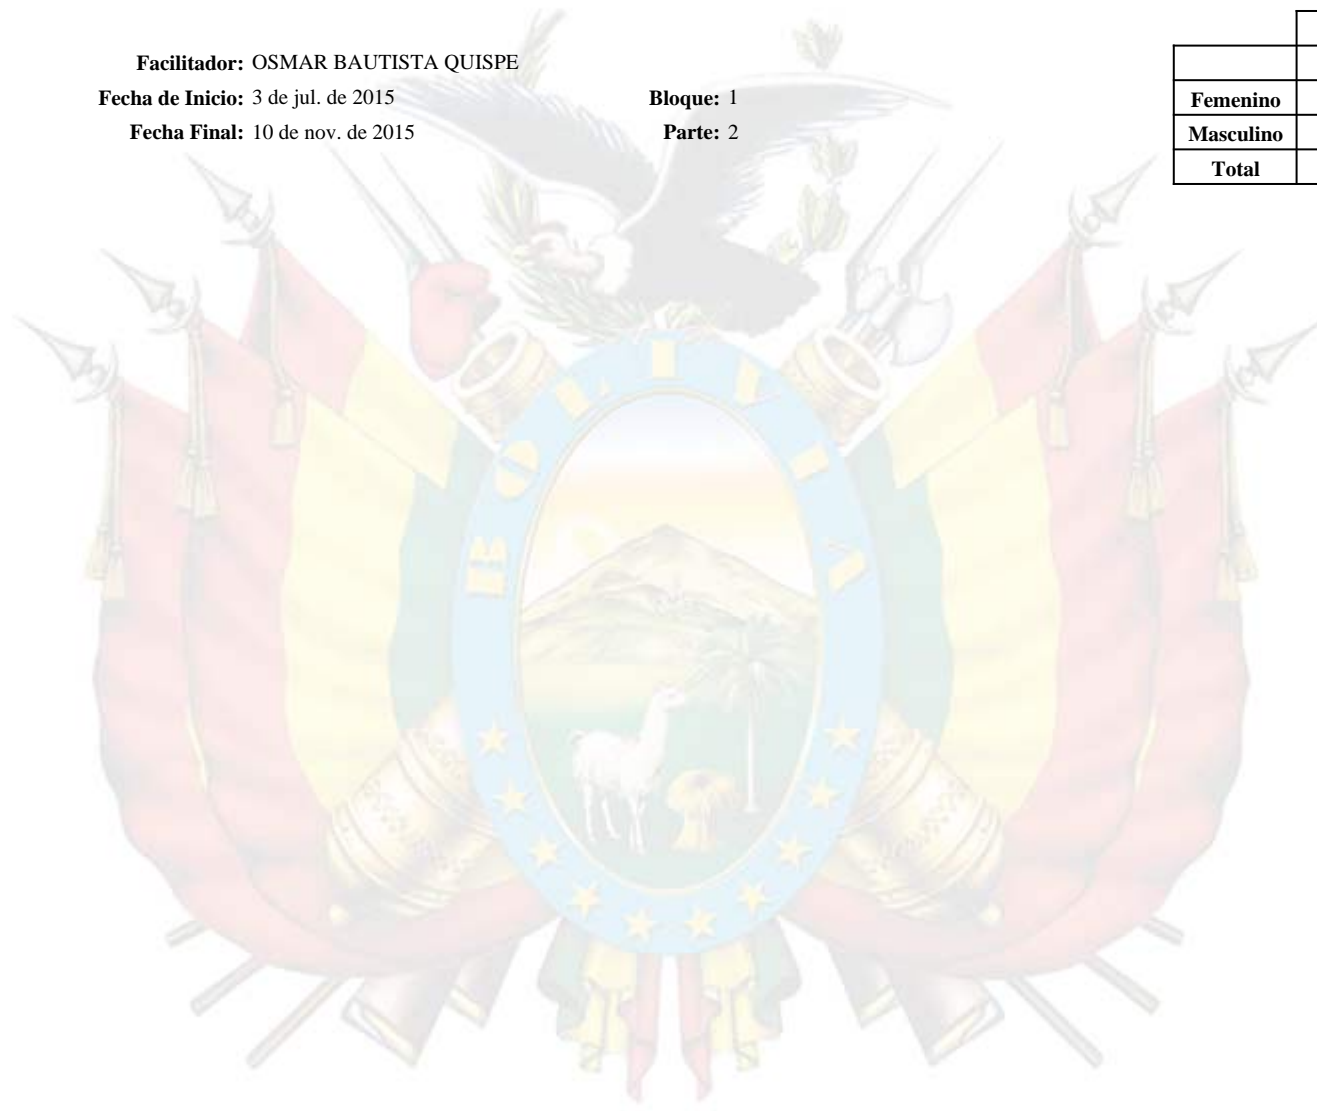 Facilitador: OSMAR BAUTISTA QUISPE
Fecha de Inicio: 3 de jul. de 2015 Bloque: 1
Fecha Final: 10 de nov. de 2015 Parte: 2
Femenino
Masculino
Total
BOLIVIA